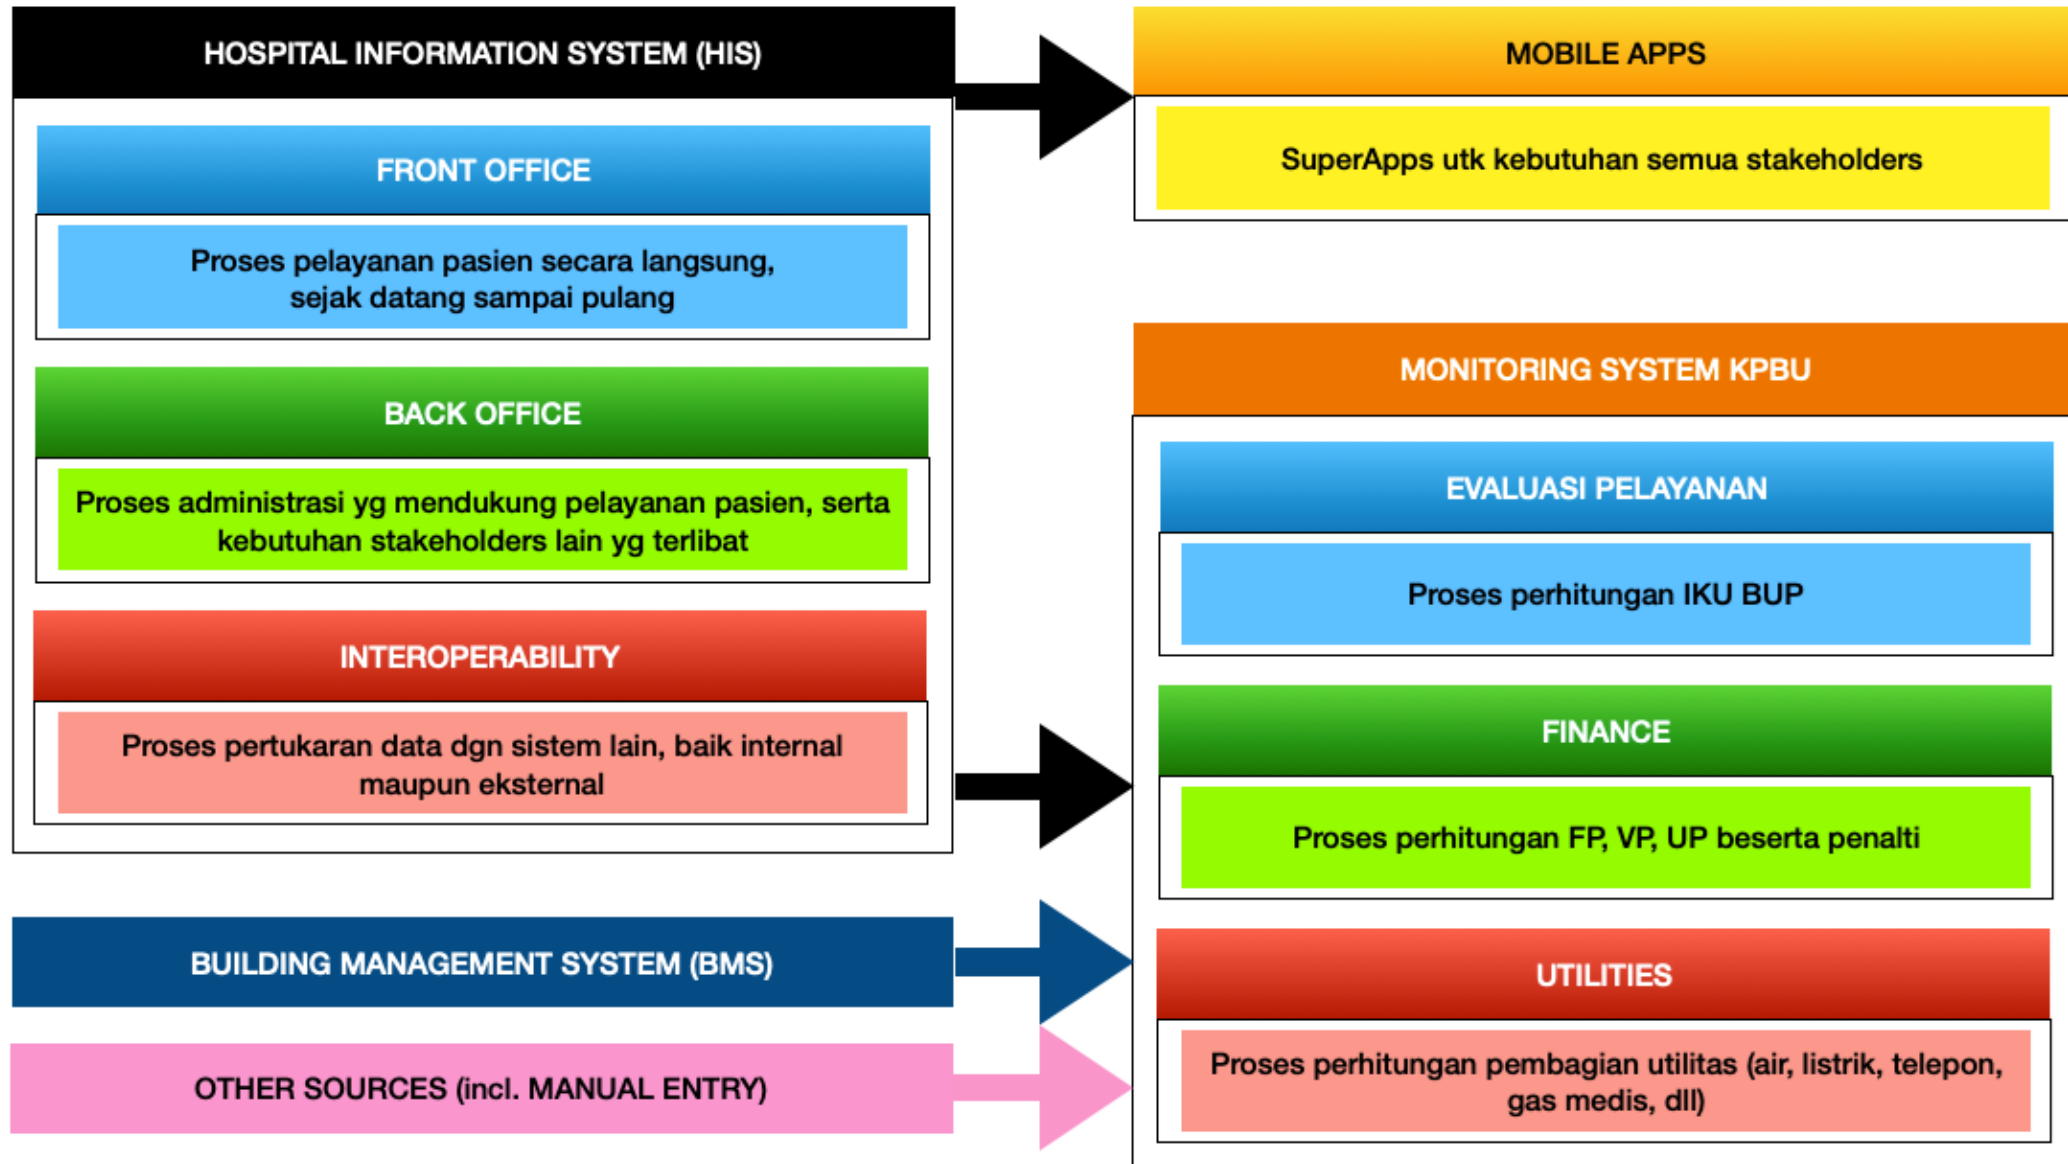 HOSPITAL INFORMATION SYSTEM (HIS)
FRONT OFFICE
Proses pelayanan pasien secara langsung,
sejak datang sampai pulang
BACK OFFICE
Proses administrasi yg mendukung pelayanan pasien, serta
kebutuhan stakeholders lain yg terlibat
INTEROPERABILITY
Proses pertukaran data dgn sistem lain, baik internal
maupun eksternal
BUILDING MANAGEMENT SYSTEM (BMS)
OTHER SOURCES (incl. MANUAL ENTRY)
MOBILE APPS
SuperApps utk kebutuhan semua stakeholders
MONITORING SYSTEM KPBU
EVALUASI PELAYANAN
Proses perhitungan IKU BUP
FINANCE
Proses perhitungan FP, VP, UP beserta penalti
UTILITIES
Proses perhitungan pembagian utilitas (air, listrik, telepon,
gas medis, dll)